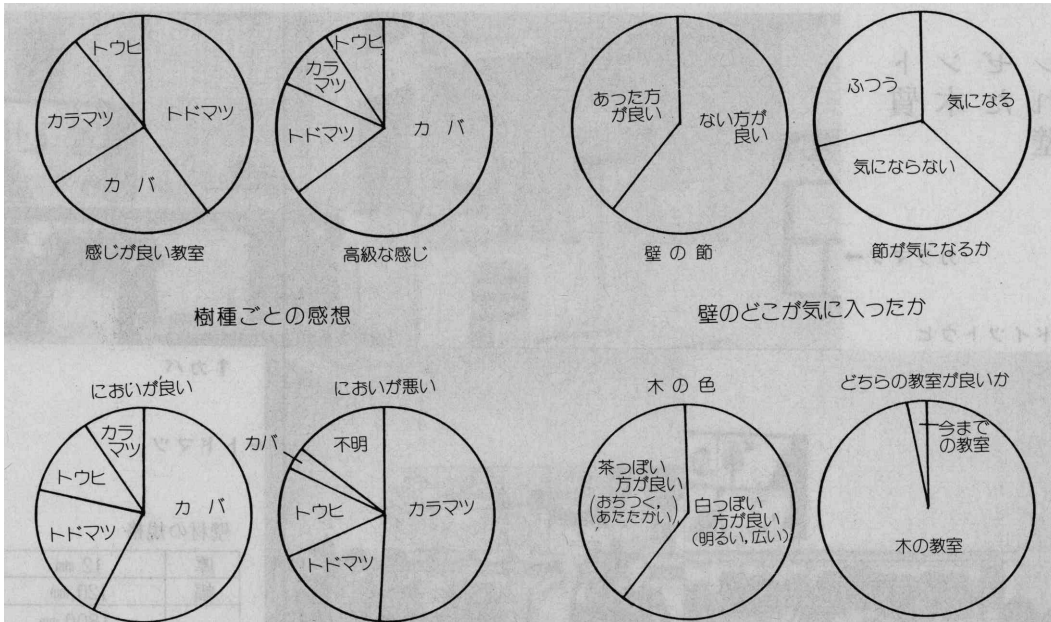 トウヒ
カラマツ
トドマツ
カ バ
感じが良い教室
トウヒ
カラ
マツ
トドマツ
カ バ
高級な感じ
あった方
が良い
ない方が
良い
壁 の 節
ふつう
気になる
気にならない
節が気になるか
樹種ごとの感想
壁のどこが気に入ったか
においが良い
カラ
マツ
トウヒ
トドマツ
カ バ
においが悪い
カバ
不明
トウヒ
トドマツ
カラマツ
木 の 色
茶っぽい
方が良い
(おちつく,
あたたかい)
白っぽい
方が良い
(明るい,広い)
どちらの教室が良いか
今まで
の教室
木の教室